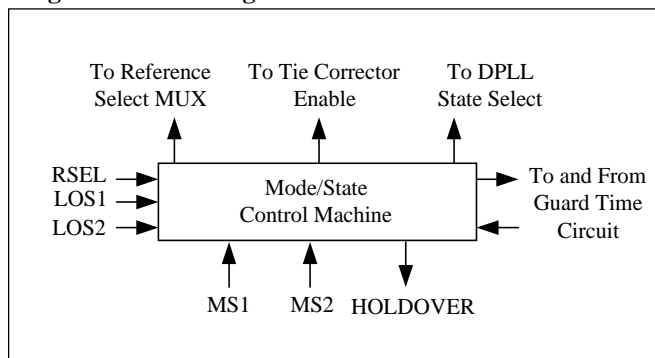 To Reference
Select MUX
To Tie Corrector
Enable
To DPLL
State Select
RSEL
LOS1
LOS2
Mode/State
Control Machine
To and From
Guard Time
Circuit
MS1
MS2
HOLDOVER